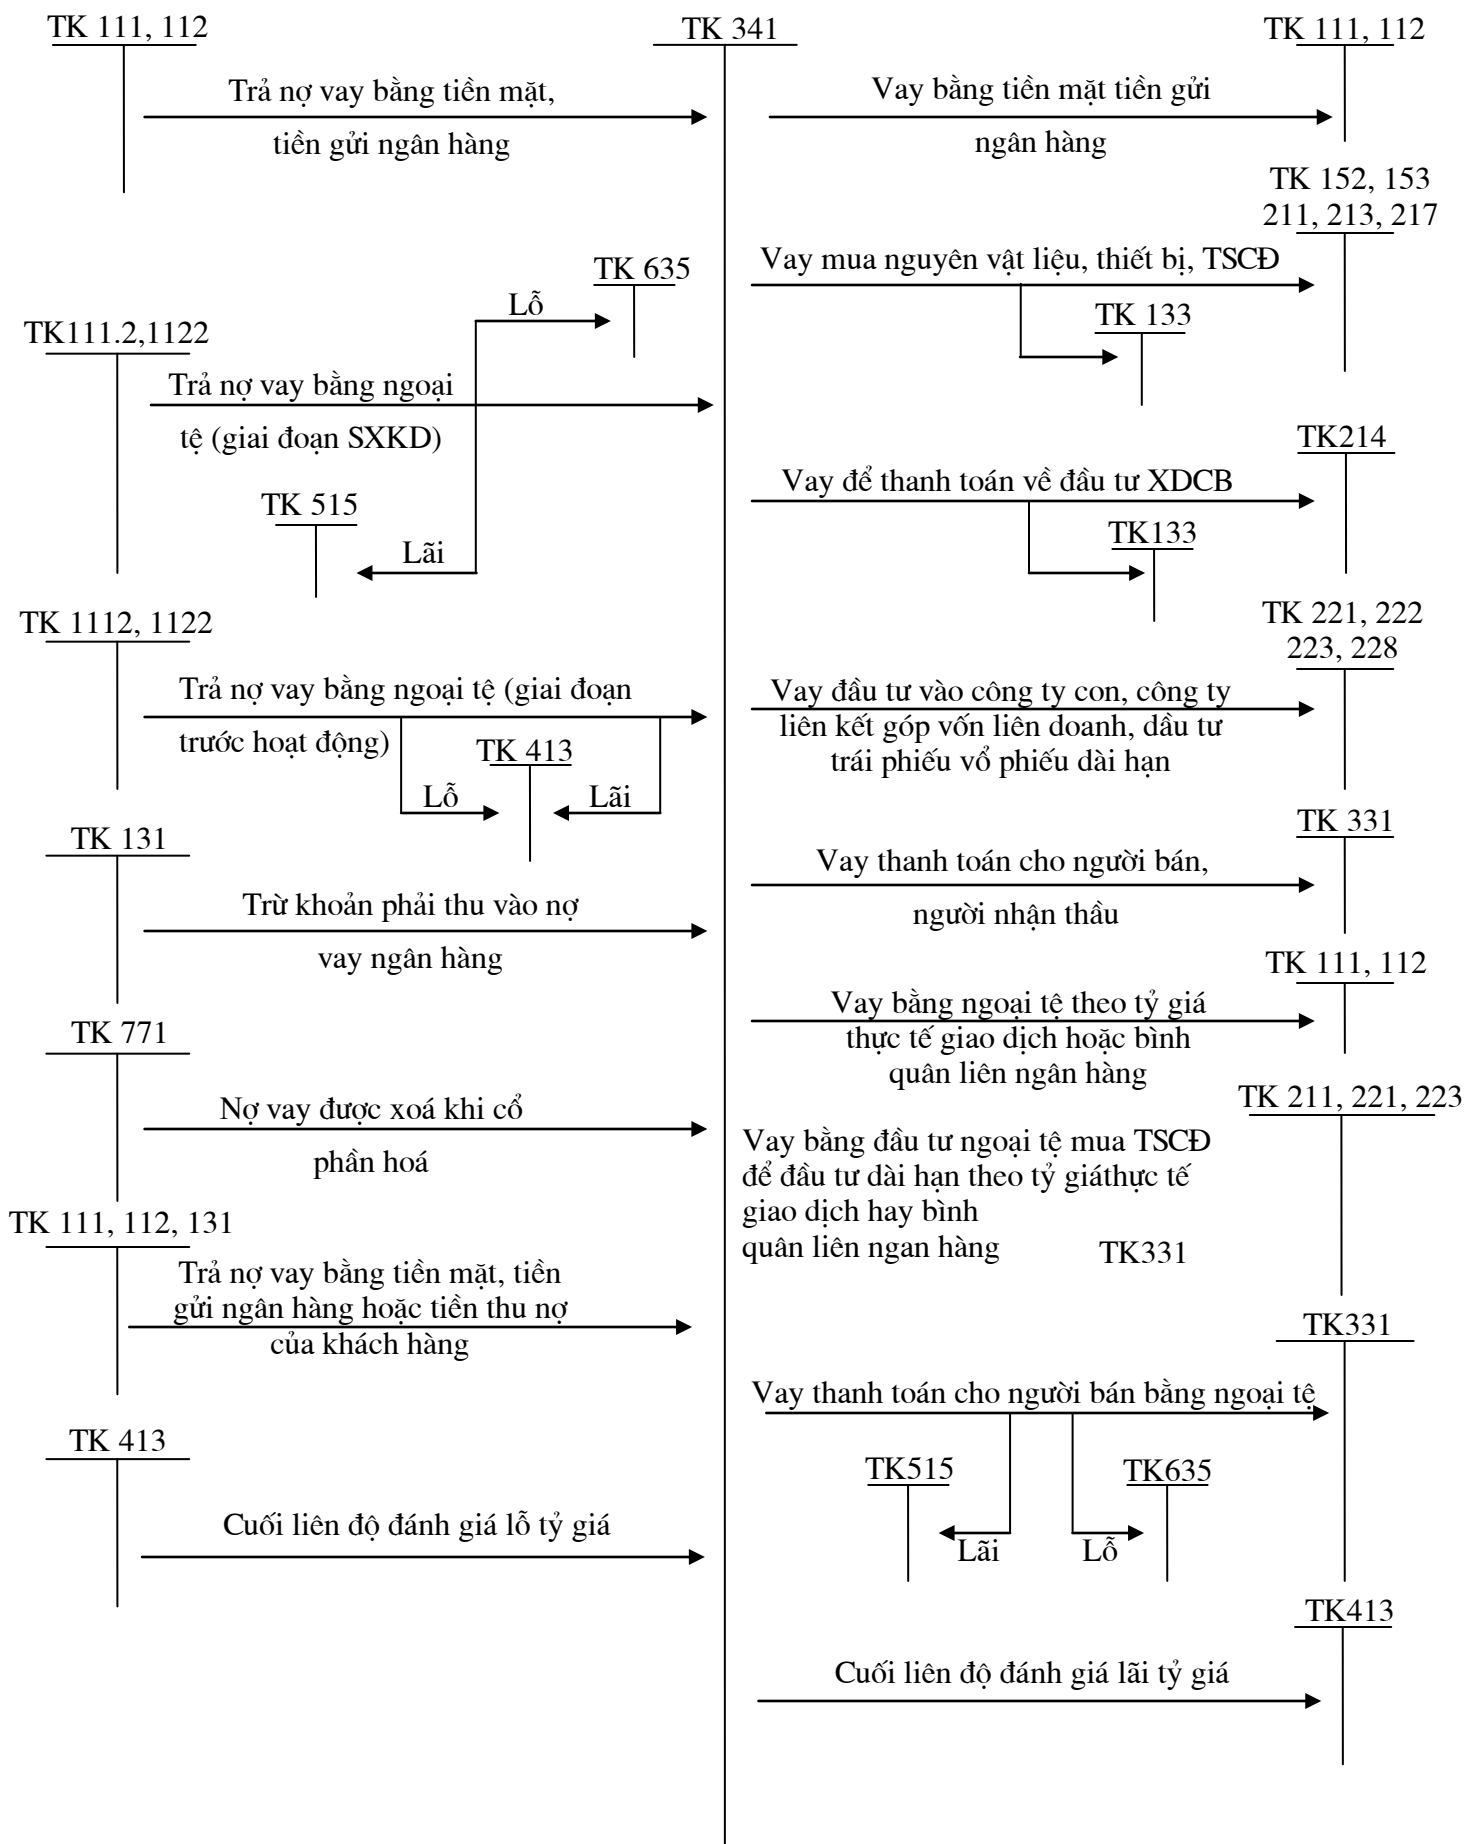 TK 111, 112
TK 341
TK 111, 112
Trả nợ vay bằng tiền mặt,
tiền gửi ngân hàng
Vay bằng tiền mặt tiền gửi
ngân hàng
TK 152, 153
211, 213, 217
Vay mua nguyên vật liệu, thiết bị, TSCĐ
TK 133
TK 635
Lỗ
TK111.2,1122
Trả nợ vay bằng ngoại
tệ (giai đoạn SXKD)
TK 515
Lãi
TK214
Vay để thanh toán về đầu tư XDCB
TK133
TK 1112, 1122
Trả nợ vay bằng ngoại tệ (giai đoạn
trước hoạt động)
TK 413
Lỗ
Lãi
TK 221, 222
223, 228
Vay đầu tư vào công ty con, công ty
liên kết góp vốn liên doanh, dầu tư
trái phiếu vổ phiếu dài hạn
TK 131
Trừ khoản phải thu vào nợ
vay ngân hàng
TK 331
Vay thanh toán cho người bán,
người nhận thầu
TK 111, 112
Vay bằng ngoại tệ theo tỷ giá
thực tế giao dịch hoặc bình
quân liên ngân hàng
TK 771
Nợ vay được xoá khi cổ
phần hoá
TK 211, 221, 223
Vay bằng đầu tư ngoại tệ mua TSCĐ
để đầu tư dài hạn theo tỷ giáthực tế
giao dịch hay bình
quân liên ngan hàng
TK331
TK 111, 112, 131
Trả nợ vay bằng tiền mặt, tiền
gửi ngân hàng hoặc tiền thu nợ
của khách hàng
TK331
Vay thanh toán cho người bán bằng ngoại tệ
TK515
TK635
Lãi
Lỗ
TK 413
Cuối liên độ đánh giá lỗ tỷ giá
TK413
Cuối liên độ đánh giá lãi tỷ giá